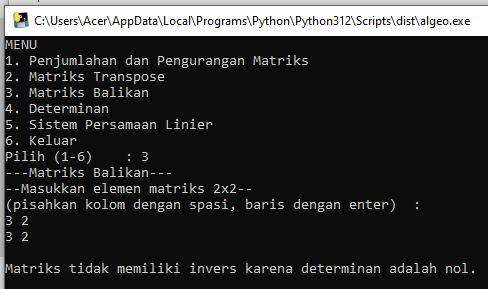 C:\Users\Acer\AppData\Local\Programs\Python\Python312\Scripts\dist\algeo.exe
MENU
1. Penjumlahan dan Pengurangan Matriks
2. Matriks Transpose
3. Matriks Balikan
4. Determinan
5. Sistem Persamaan Linier
6. Keluar
Pilih (1-6)    : 3
---Matriks Balikan---
--Masukkan elemen matriks 2x2--
(pisahkan kolom dengan spasi, baris dengan enter)  :
3 2
3 2
Matriks tidak memiliki invers karena determinan adalah nol.